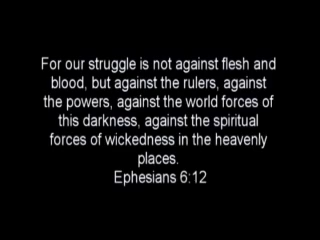 For our struggle is not against flesh and
blood, but against the rulers, against
the powers, against the world forces of
this darkness, against the spiritual
forces of wickedness in the heavenly
places.
Ephesians 6:12